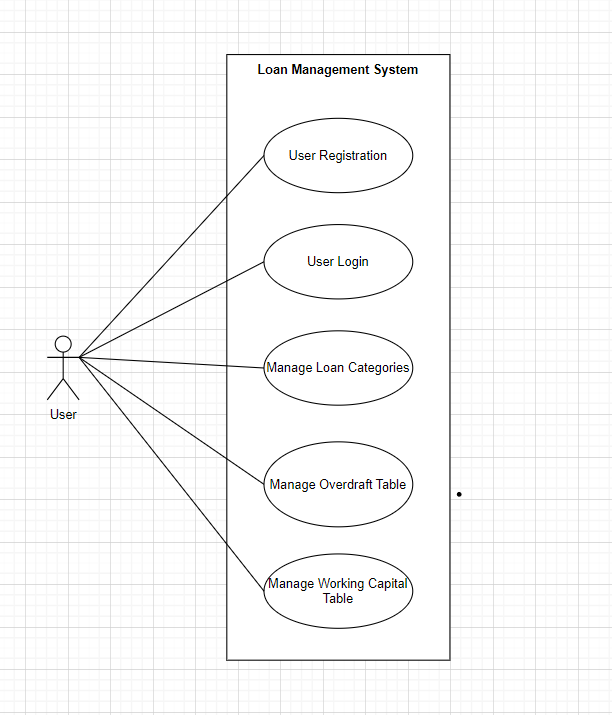 Loan Management System
User Registration
User Login
Manage Loan Categories
User
Manage Overdraft Table
Manage Working Capital
Table